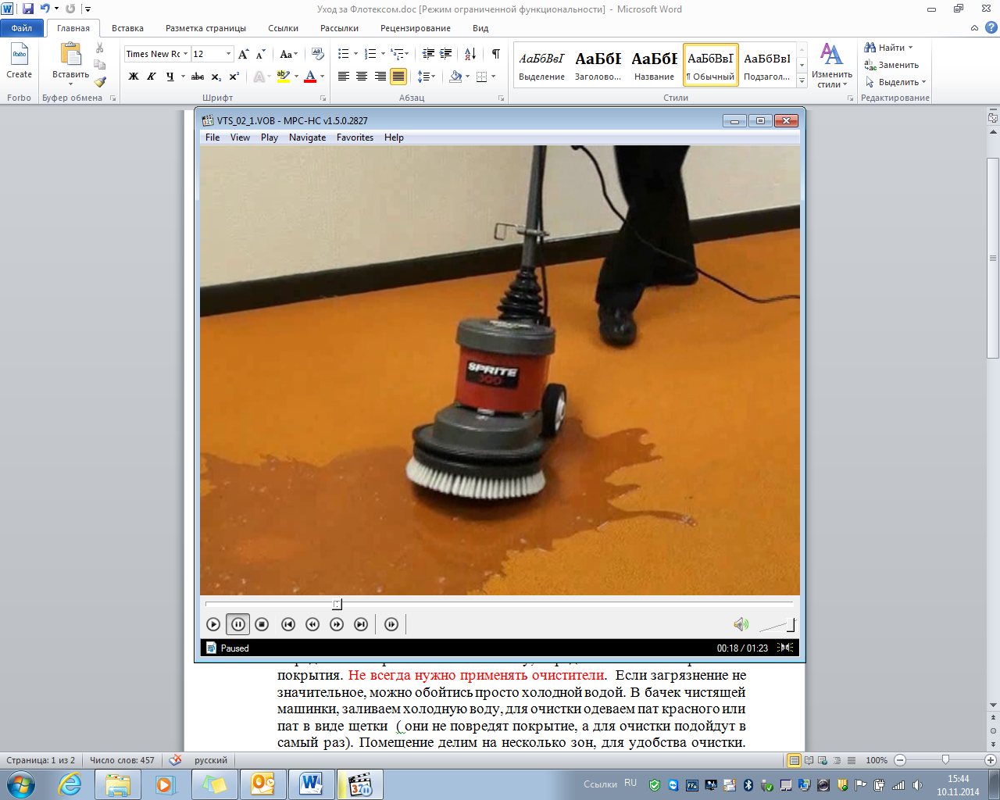 Уход за Флотексом.doc [Режим ограниченной функциональности] - Microsoft Word
Файл Главная Вставка Разметка страницы Ссылки Рассылки Рецензирование Вид
Times New Rc 12 Aa
АаБбВвІ АаБбЕ АаБбЕ АаБбВвІ АаБбВвІ
Найти
Заменить
Выделить
Create Вставить
Ж К Ч abc x₂ x²
Выделение Заголово... Название ¶ Обычный Подзагол...
Изменить стили
Forbo Буфер обмена Шрифт Абзац Стили Редактирование
VTS_02_1.VOB - MPC-HC v1.5.0.2827
File View Play Navigate Favorites Help
SPRITE
300
Paused 00:18 / 01:23
покрытия. Не всегда нужно применять очистители. Если загрязнение не
значительное, можно обойтись просто холодной водой. В бачек чистящей
машинки, заливаем холодную воду, для очистки одеваем пат красного или
пат в виде щетки ( они не повредят покрытие, а для очистки подойдут в
самый раз). Помещение делим на несколько зон, для удобства очистки.
Страница: 1 из 2 Число слов: 457 русский 100%
Ссылки RU 15:44
10.11.2014